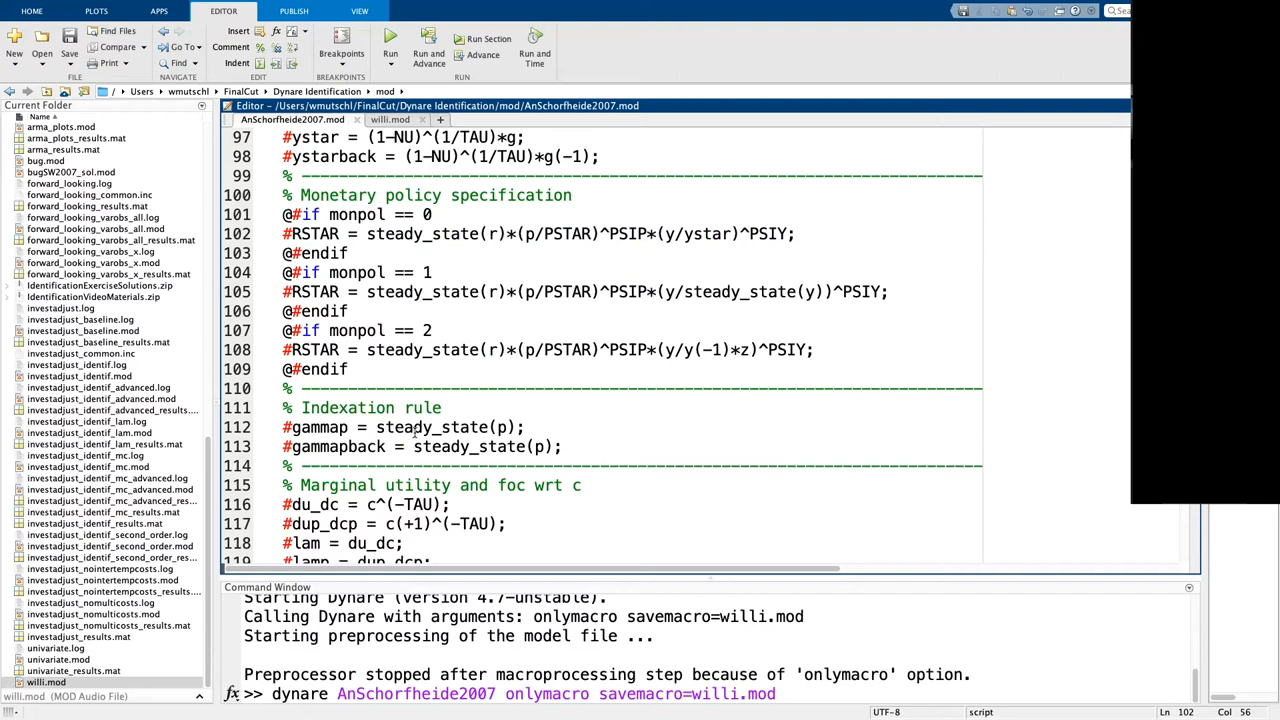 HOME PLOTS APPS EDITOR PUBLISH VIEW
New Open Save
Find Files
Compare
Print
Go To
Find
Insert
Comment
Indent
Breakpoints
Run
Run and Advance
Run Section
Advance
Run and Time
FILE NAVIGATE EDIT BREAKPOINTS RUN
/ Users wmutschl FinalCut Dynare Identification mod
Current Folder
Name
arma_plots.mod
arma_plots_results.mat
arma_results.mat
bug.mod
bugSW2007_sol.mod
forward_looking.log
forward_looking_common.inc
forward_looking_results.mat
forward_looking_varobs_all.log
forward_looking_varobs_all.mod
forward_looking_varobs_all_results.mat
forward_looking_varobs_x.log
forward_looking_varobs_x.mod
forward_looking_varobs_x_results.mat
IdentificationExerciseSolutions.zip
IdentificationVideoMaterials.zip
investadjust.log
investadjust_baseline.log
investadjust_baseline.mod
investadjust_baseline_results.mat
investadjust_common.inc
investadjust_identif.log
investadjust_identif.mod
investadjust_identif_advanced.log
investadjust_identif_advanced.mod
investadjust_identif_advanced_results....
investadjust_identif_lam.log
investadjust_identif_lam.mod
investadjust_identif_lam_results.mat
investadjust_identif_mc.log
investadjust_identif_mc.mod
investadjust_identif_mc_advanced.log
investadjust_identif_mc_advanced.mod
investadjust_identif_mc_advanced_res...
investadjust_identif_mc_results.mat
investadjust_identif_results.mat
investadjust_identif_second_order.log
investadjust_identif_second_order.mod
investadjust_identif_second_order_res...
investadjust_nointertempcosts.log
investadjust_nointertempcosts.mod
investadjust_nointertempcosts_results....
investadjust_nomulticosts.log
investadjust_nomulticosts.mod
investadjust_nomulticosts_results.mat
investadjust_results.mat
univariate.log
univariate.mod
univariate_results.mat
willi.mod
willi.mod (MOD Audio File)
Editor - /Users/wmutschl/FinalCut/Dynare Identification/mod/AnSchorfheide2007.mod
AnSchorfheide2007.mod willi.mod
97 #ystar = (1-NU)^(1/TAU)*g;
98 #ystarback = (1-NU)^(1/TAU)*g(-1);
99 % -------------------------------------------------------------------------
100 % Monetary policy specification
101 @#if monpol == 0
102 #RSTAR = steady_state(r)*(p/PSTAR)^PSIP*(y/ystar)^PSIY;
103 @#endif
104 @#if monpol == 1
105 #RSTAR = steady_state(r)*(p/PSTAR)^PSIP*(y/steady_state(y))^PSIY;
106 @#endif
107 @#if monpol == 2
108 #RSTAR = steady_state(r)*(p/PSTAR)^PSIP*(y/y(-1)*z)^PSIY;
109 @#endif
110 % -------------------------------------------------------------------------
111 % Indexation rule
112 #gammap = steady_state(p);
113 #gammapback = steady_state(p);
114 % -------------------------------------------------------------------------
115 % Marginal utility and foc wrt c
116 #du_dc = c^(-TAU);
117 #dup_dcp = c(+1)^(-TAU);
118 #lam = du_dc;
119 #lamp = dup_dcp;
Command Window
Starting Dynare (version 4.7-unstable).
Calling Dynare with arguments: onlymacro savemacro=willi.mod
Starting preprocessing of the model file ...
Preprocessor stopped after macroprocessing step because of 'onlymacro' option.
fx >> dynare AnSchorfheide2007 onlymacro savemacro=willi.mod
UTF-8 script Ln 102 Col 56